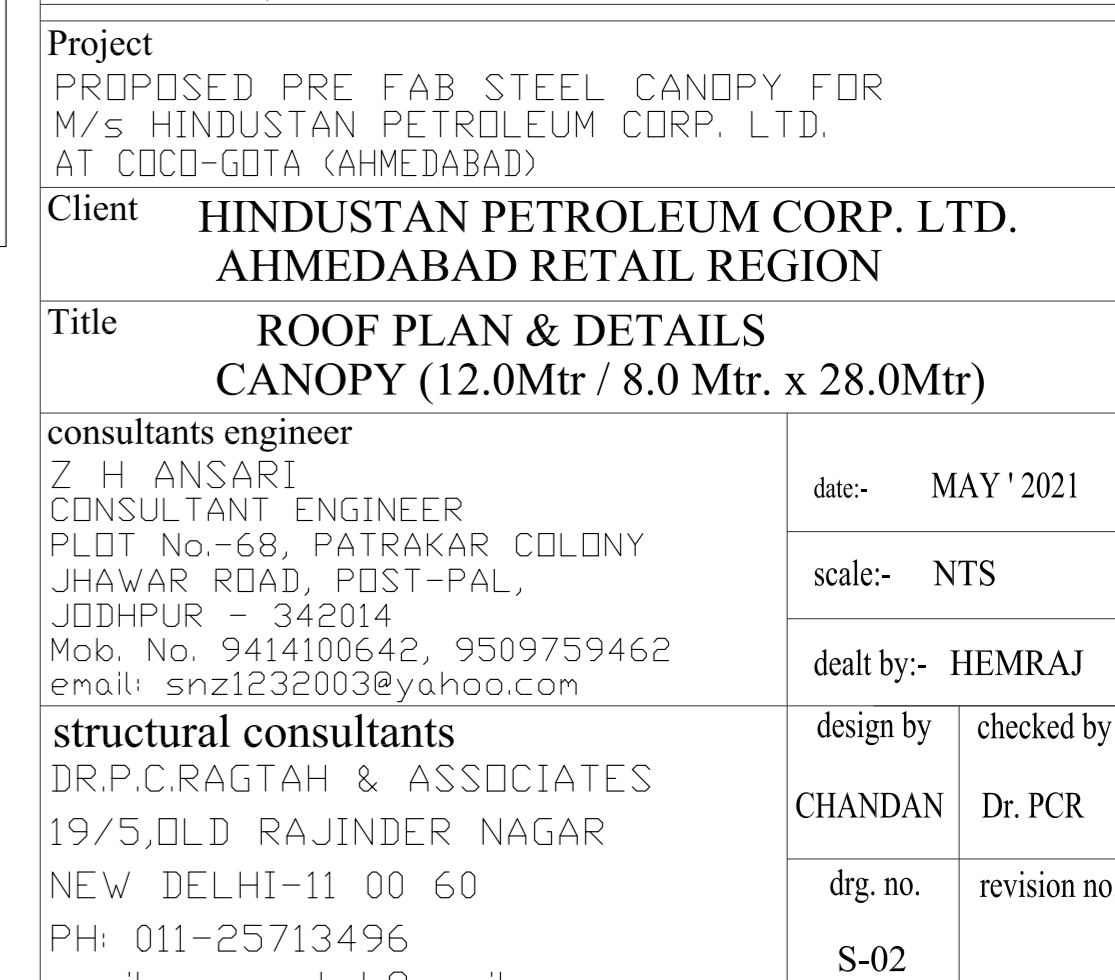 Project
PROPOSED PRE FAB STEEL CANOPY FOR
M/s HINDUSTAN PETROLEUM CORP. LTD.
AT COCO-GOTA (AHMEDABAD)
Client
HINDUSTAN PETROLEUM CORP. LTD.
AHMEDABAD RETAIL REGION
Title
ROOF PLAN & DETAILS
CANOPY (12.0Mtr / 8.0 Mtr. x 28.0Mtr)
consultants engineer
Z H ANSARI
CONSULTANT ENGINEER
PLOT No.-68, PATRAKAR COLONY
JHAWAR ROAD, POST-PAL,
JODHPUR - 342014
Mob. No. 9414100642, 9509759462
email: snz1232003@yahoo.com
date:- MAY ' 2021
scale:- NTS
dealt by:- HEMRAJ
structural consultants
DR.P.C.RAGTAH & ASSOCIATES
19/5,OLD RAJINDER NAGAR
NEW DELHI-11 00 60
PH: 011-25713496
design by
CHANDAN
checked by
Dr. PCR
drg. no.
S-02
revision no